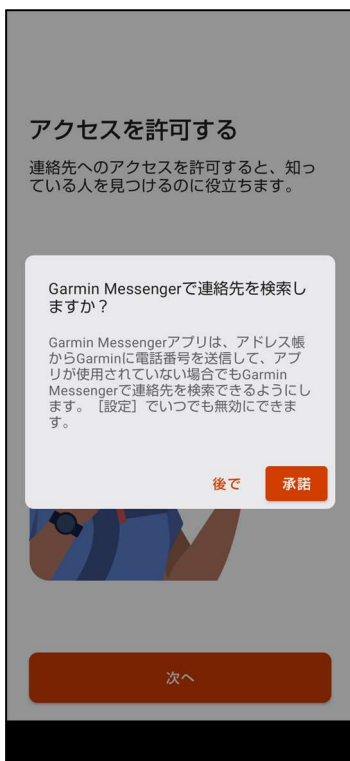 アクセスを許可する
連絡先へのアクセスを許可すると、知っ
ている人を見つけるのに役立ちます。
Garmin Messengerで連絡先を検索し
ますか？
Garmin Messengerアプリは、アドレス帳
からGarminに電話番号を送信して、アプ
リが使用されていない場合でもGarmin
Messengerで連絡先を検索できるようにし
ます。［設定］でいつでも無効にできま
す。
後で
承諾
次へ